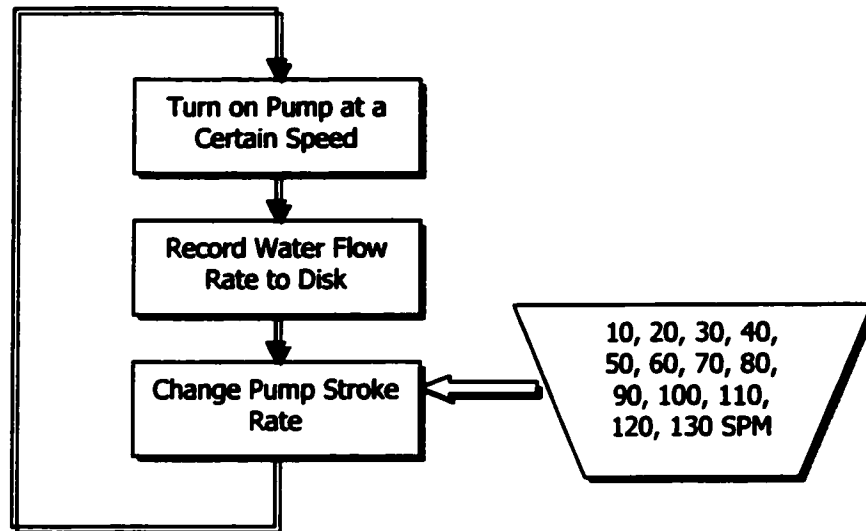 Turn on Pump at a
Certain Speed
Record Water Flow
Rate to Disk
Change Pump Stroke
Rate
10, 20, 30, 40,
50, 60, 70, 80,
90, 100, 110,
120, 130 SPM